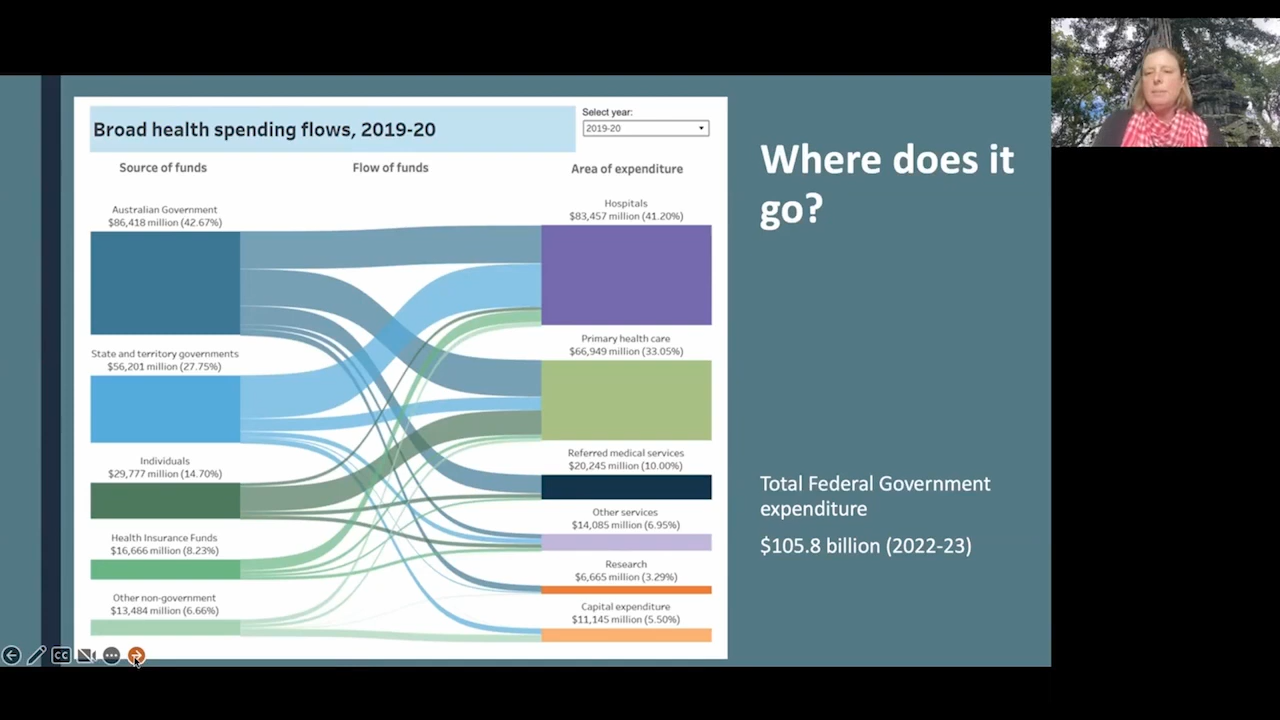 Broad health spending flows, 2019-20
Select year:
2019-20
Source of funds
Flow of funds
Area of expenditure
Australian Government
$86,418 million (42.67%)
State and territory governments
$56,201 million (27.75%)
Individuals
$29,777 million (14.70%)
Health Insurance Funds
$16,666 million (8.23%)
Other non-government
$13,484 million (6.66%)
Hospitals
$83,457 million (41.20%)
Primary health care
$66,949 million (33.05%)
Referred medical services
$20,245 million (10.00%)
Other services
$14,085 million (6.95%)
Research
$6,665 million (3.29%)
Capital expenditure
$11,145 million (5.50%)
Where does it
go?
Total Federal Government
expenditure
$105.8 billion (2022-23)
CC